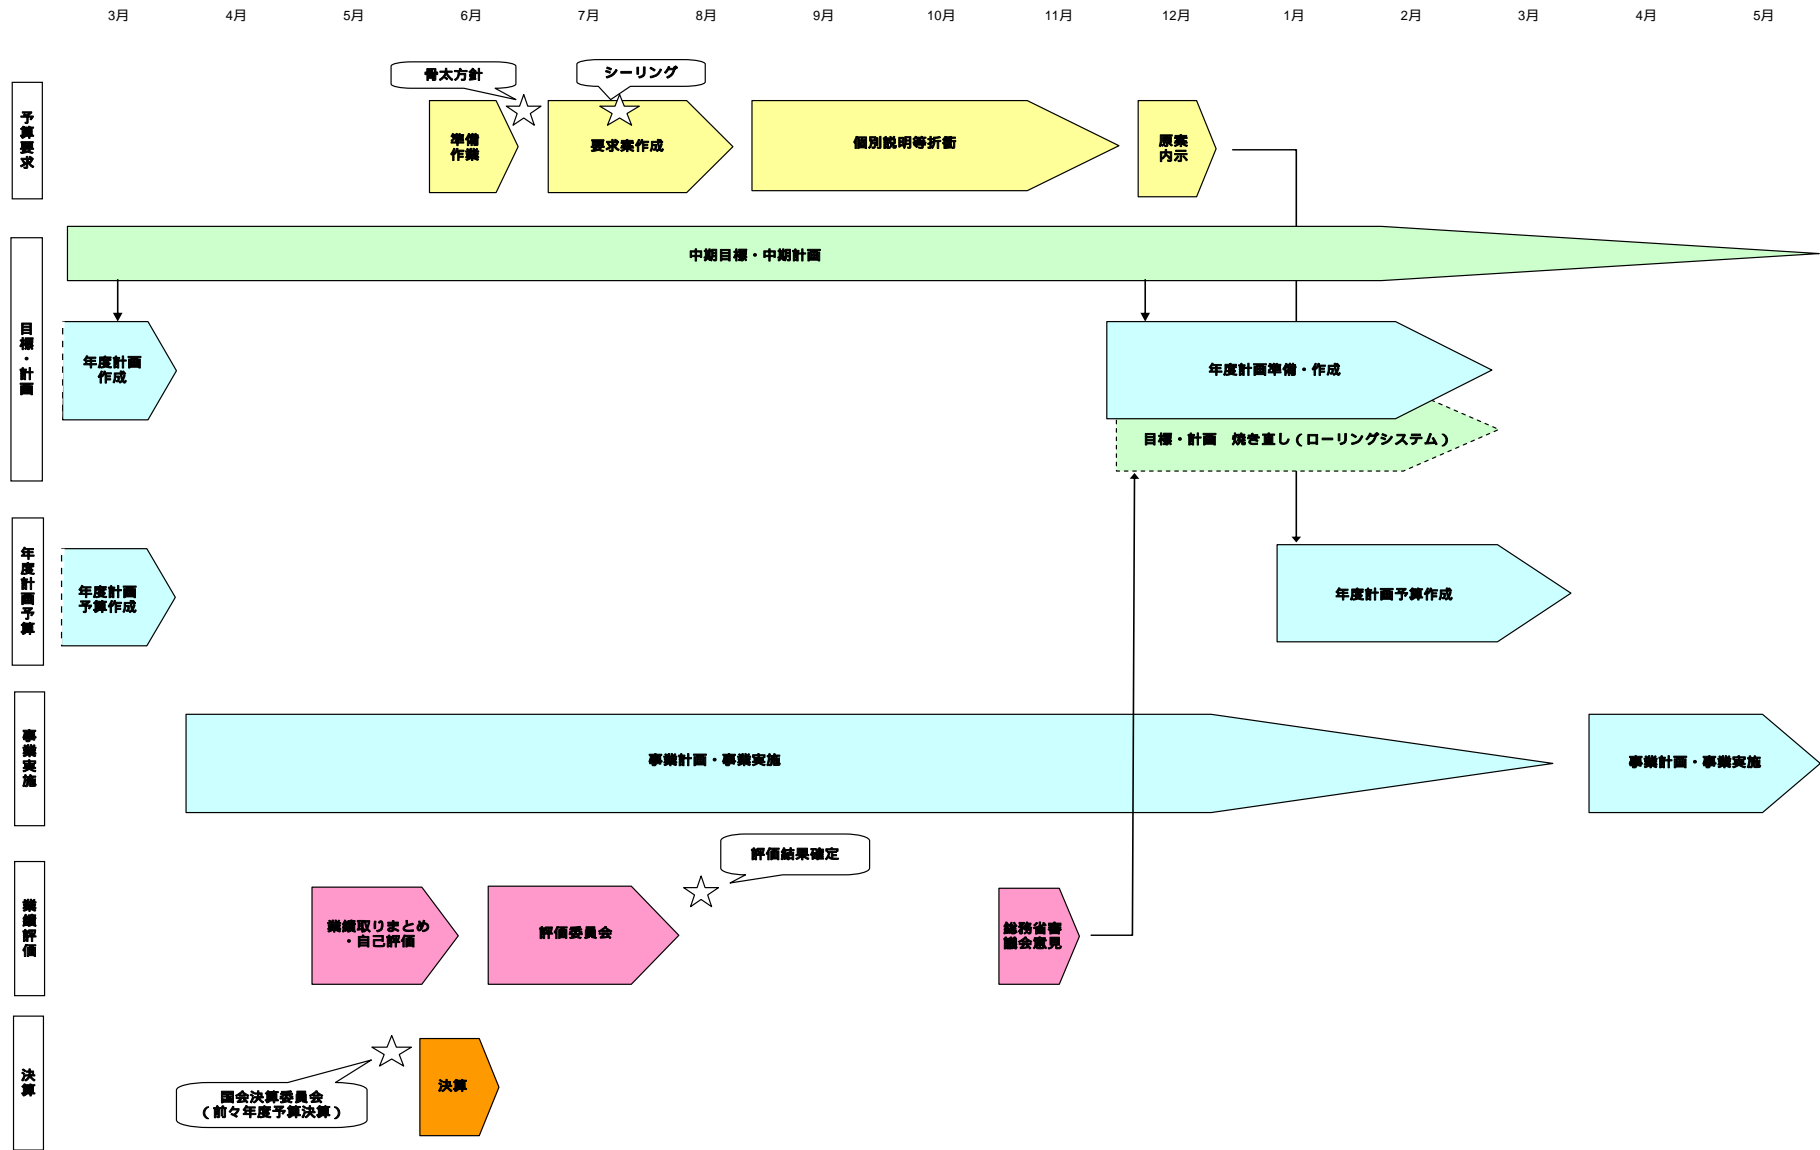 3月 4月 5月 6月 7月 8月 9月 10月 11月 12月 1月 2月 3月 4月 5月
予算要求
骨太方針
シーリング
準備
作業
要求案作成
個別説明等折衝
原案
内示
目標・計画
中期目標・中期計画
年度計画
作成
年度計画準備・作成
目標・計画　焼き直し（ローリングシステム）
年度計画予算
年度計画
予算作成
年度計画予算作成
事業実施
事業計画・事業実施
事業計画・事業実施
業績評価
評価結果確定
業績取りまとめ
・自己評価
評価委員会
総務省審
議会意見
決算
国会決算委員会
（前々年度予算決算）
決算